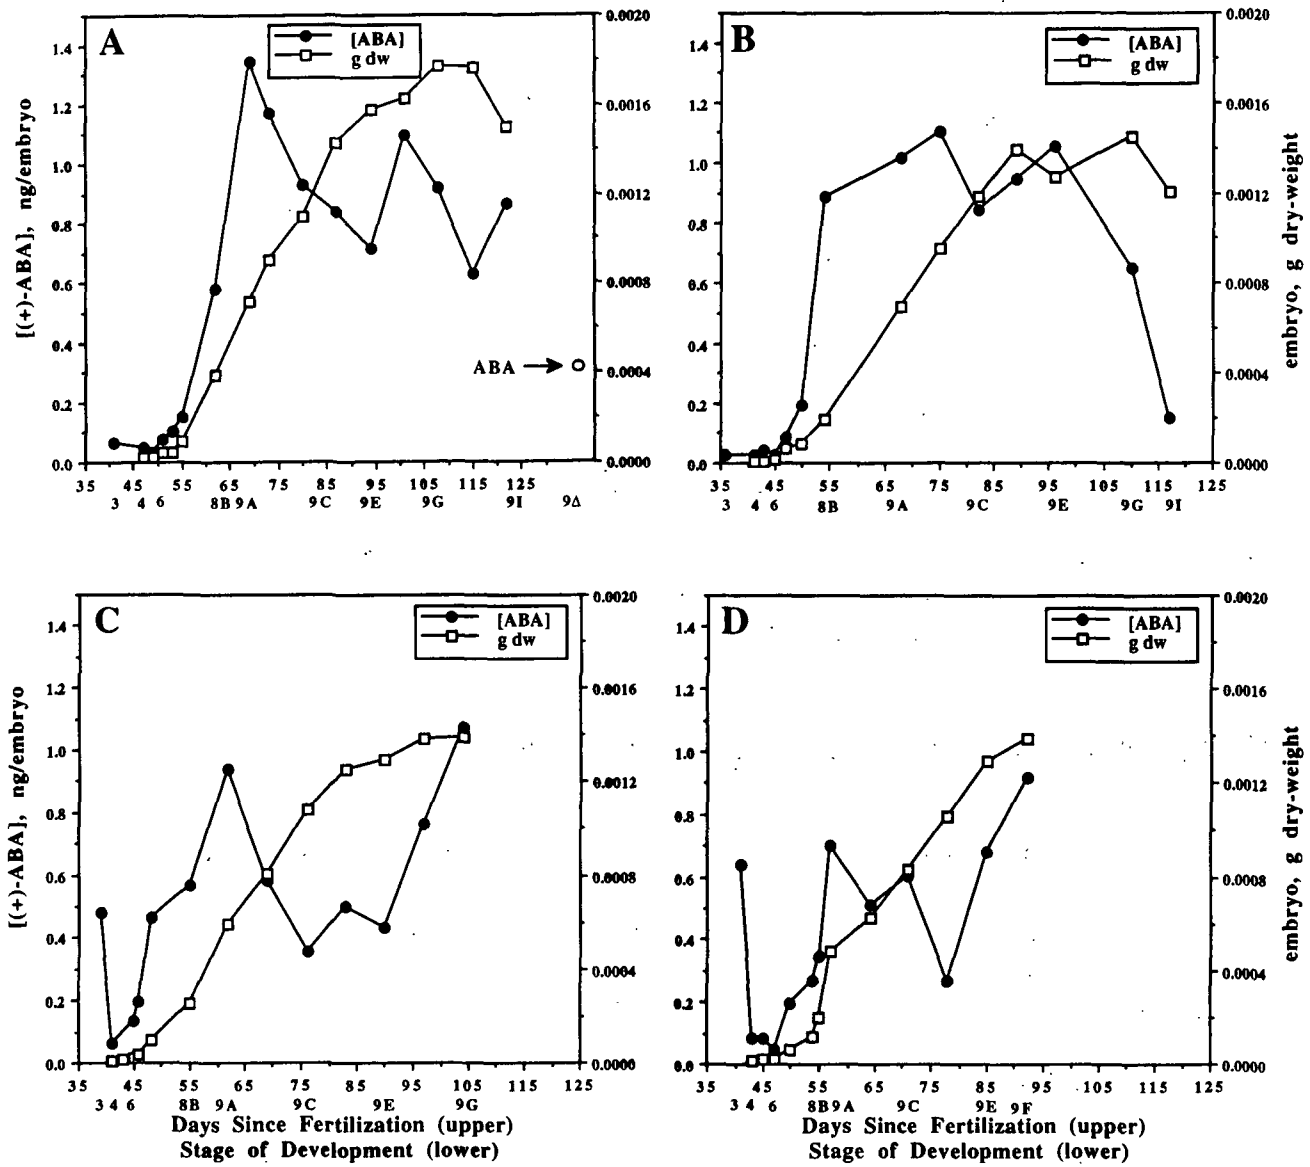 A
[ABA]
g dw
[(+)-ABA], ng/embryo
1.4
1.2
1.0
0.8
0.6
0.4
0.2
0.0
0.0020
0.0016
0.0012
0.0008
0.0004
0.0000
ABA
35 45 55 65 75 85 95 105 115 125
3 4 6 8B 9A 9C 9E 9G 9I 9Δ
B
[ABA]
g dw
1.4
1.2
1.0
0.8
0.6
0.4
0.2
0.0
0.0020
0.0016
0.0012
0.0008
0.0004
0.0000
embryo, g dry-weight
35 45 55 65 75 85 95 105 115 125
3 4 6 8B 9A 9C 9E 9G 9I
C
[ABA]
g dw
[(+)-ABA], ng/embryo
1.4
1.2
1.0
0.8
0.6
0.4
0.2
0.0
0.0020
0.0016
0.0012
0.0008
0.0004
0.0000
35 45 55 65 75 85 95 105 115 125
3 4 6 8B 9A 9C 9E 9G
Days Since Fertilization (upper)
Stage of Development (lower)
D
[ABA]
g dw
1.4
1.2
1.0
0.8
0.6
0.4
0.2
0.0
0.0020
0.0016
0.0012
0.0008
0.0004
0.0000
embryo, g dry-weight
35 45 55 65 75 85 95 105 115 125
3 4 6 8B 9A 9C 9E 9F
Days Since Fertilization (upper)
Stage of Development (lower)